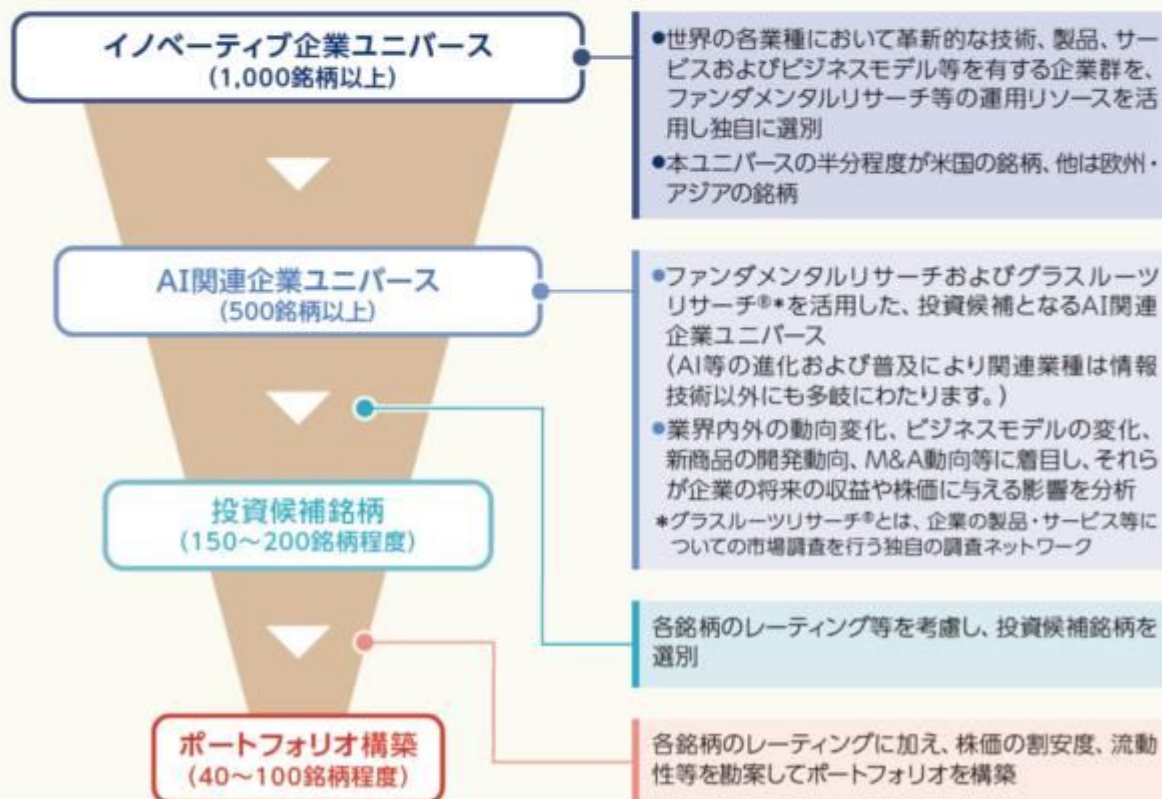 イノベーティブ企業ユニバース
(1,000銘柄以上)
●世界の各業種において革新的な技術、製品、サー
ビスおよびビジネスモデル等を有する企業群を、
ファンダメンタルリサーチ等の運用リソースを活
用し独自に選別
●本ユニバースの半分程度が米国の銘柄、他は欧州・
アジアの銘柄
AI関連企業ユニバース
(500銘柄以上)
●ファンダメンタルリサーチおよびグラスルーツ
リサーチ®*を活用した、投資候補となるAI関連
企業ユニバース
(AI等の進化および普及により関連業種は情報
技術以外にも多岐にわたります。)
●業界内外の動向変化、ビジネスモデルの変化、
新商品の開発動向、M&A動向等に着目し、それら
が企業の将来の収益や株価に与える影響を分析
*グラスルーツリサーチ®とは、企業の製品・サービス等に
ついての市場調査を行う独自の調査ネットワーク
投資候補銘柄
(150〜200銘柄程度)
各銘柄のレーティング等を考慮し、投資候補銘柄を
選別
ポートフォリオ構築
(40〜100銘柄程度)
各銘柄のレーティングに加え、株価の割安度、流動
性等を勘案してポートフォリオを構築